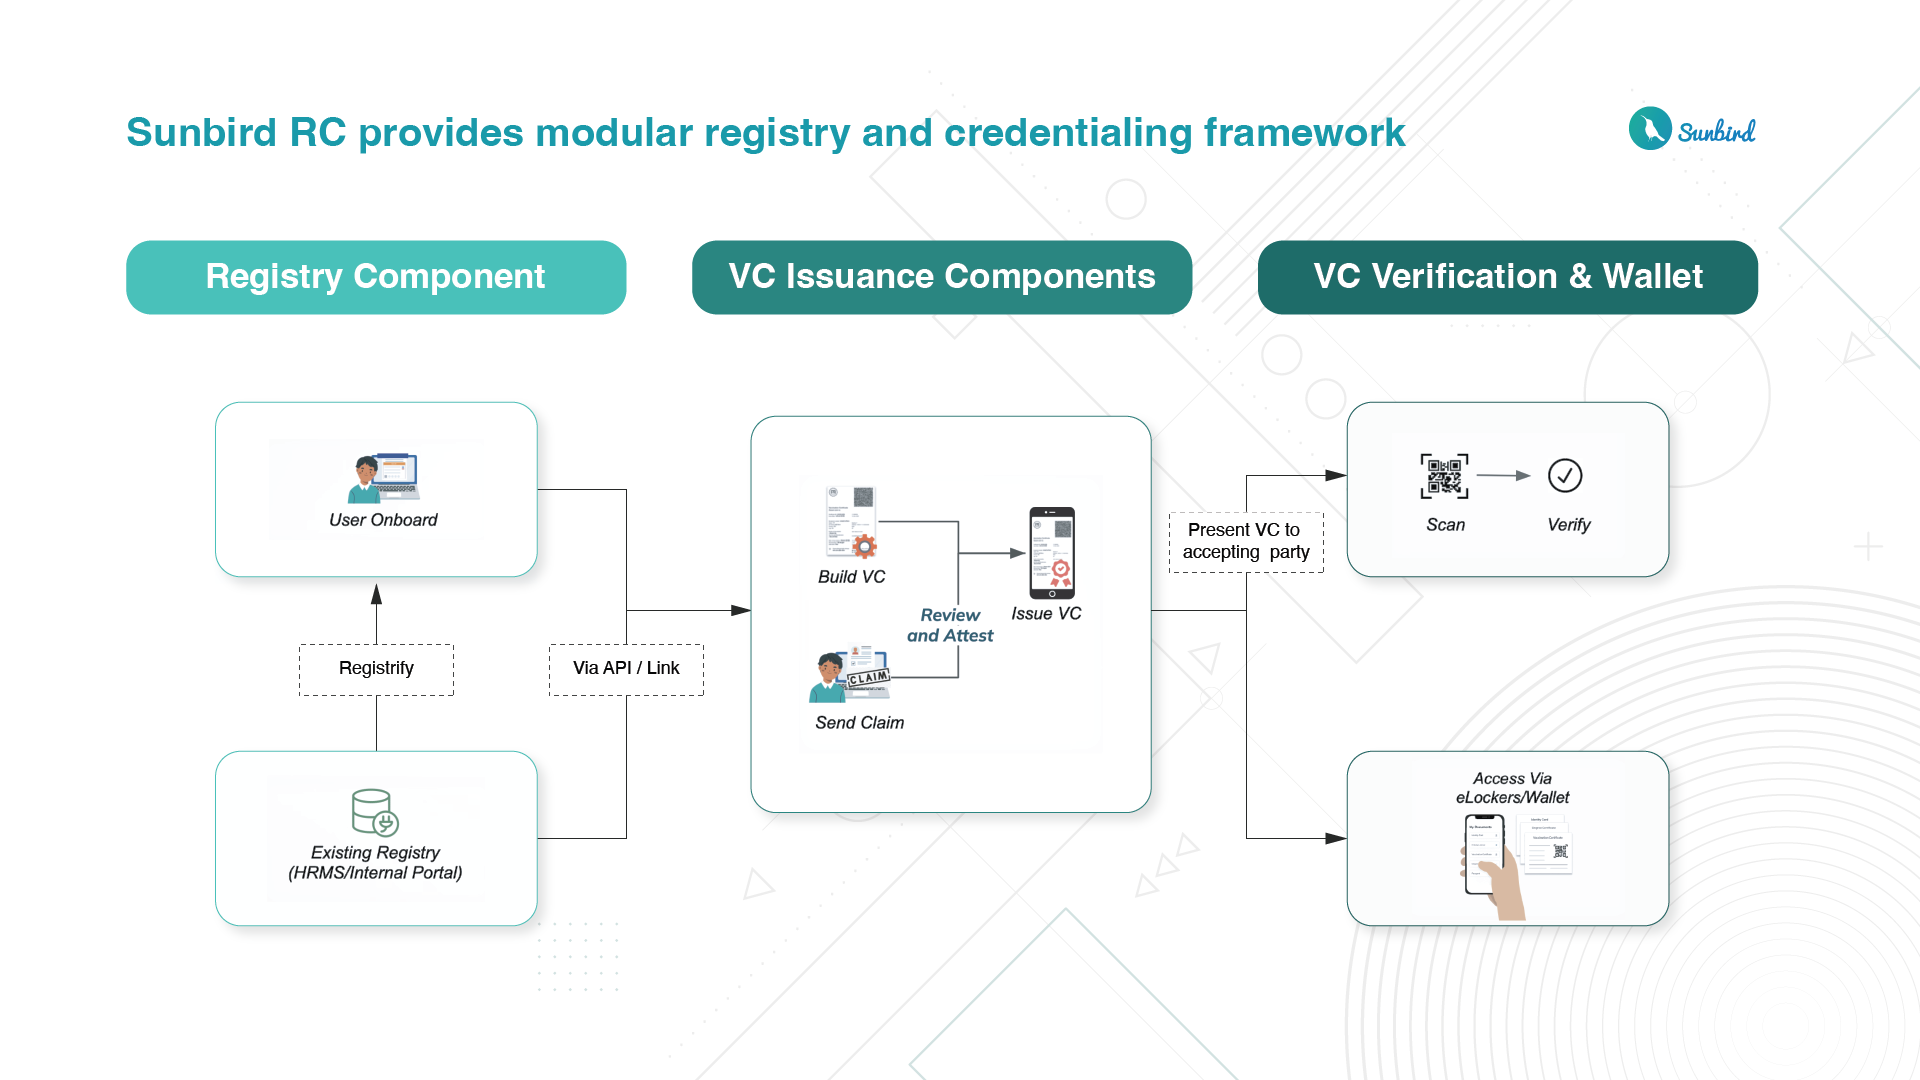 Sunbird RC provides modular registry and credentialing framework
Sunbird
Registry Component
VC Issuance Components
VC Verification & Wallet
User Onboard
Registrify
Via API / Link
Existing Registry
(HRMS/Internal Portal)
Build VC
CLAIM
Send Claim
Review
and Attest
Issue VC
Present VC to
accepting party
Scan
Verify
Access Via
eLockers/Wallet